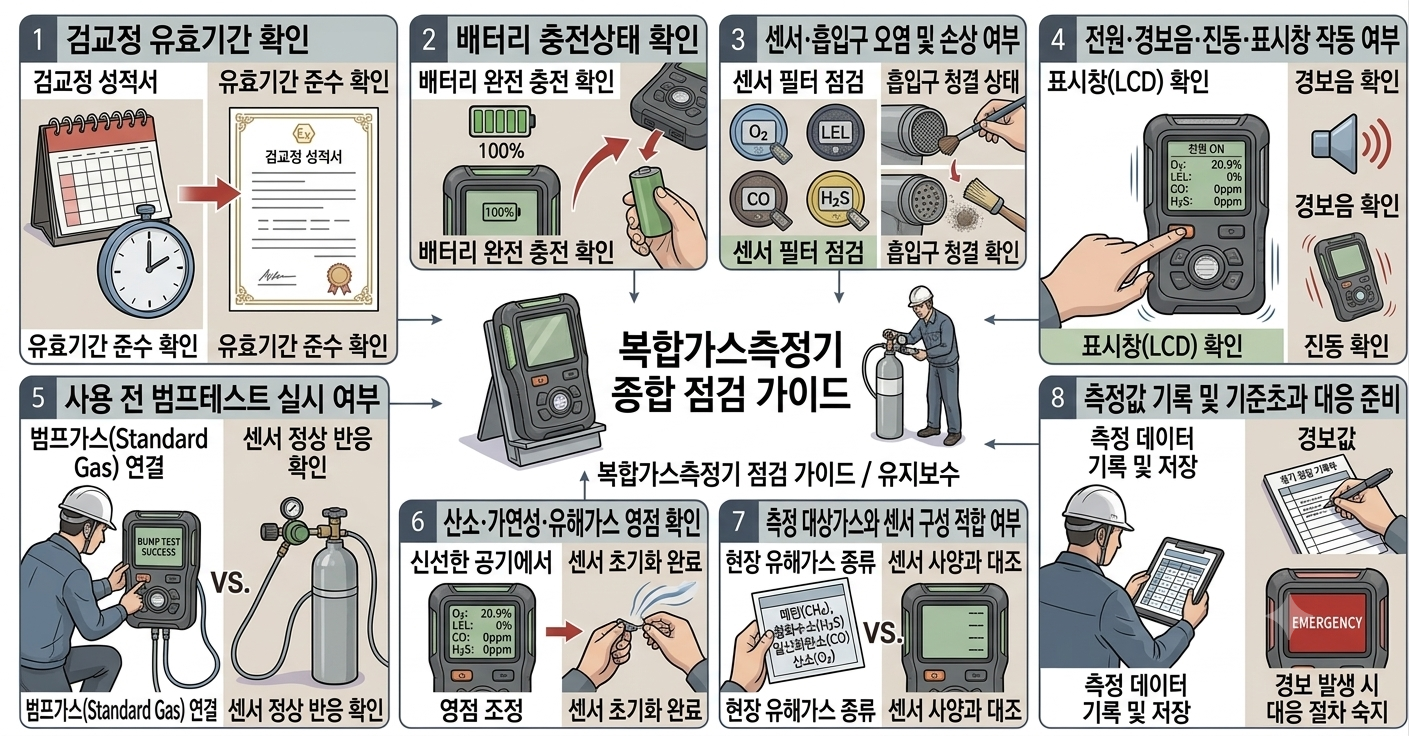 1 검교정 유효기간 확인
검교정 성적서
유효기간 준수 확인
Ex
검교정 성적서
유효기간 준수 확인
유효기간 준수 확인
2 배터리 충전상태 확인
배터리 완전 충전 확인
100%
100%
배터리 완전 충전 확인
3 센서·흡입구 오염 및 손상 여부
센서 필터 점검
흡입구 청결 상태
O₂
LEL
CO
H₂S
센서 필터 점검
흡입구 청결 확인
4 전원·경보음·진동·표시창 작동 여부
표시창(LCD) 확인
경보음 확인
ON
20.9%
LEL: 0%
CO: 0ppm
0ppm
경보음 확인
표시창(LCD) 확인
진동 확인
복합가스측정기
종합 점검 가이드
복합가스측정기 점검 가이드 / 유지보수
5 사용 전 범프테스트 실시 여부
범프가스(Standard
Gas) 연결
센서 정상 반응
확인
BUNP TEST
SUCCESS
VS.
범프가스(Standard Gas) 연결
센서 정상 반응 확인
6 산소·가연성·유해가스 영점 확인
신선한 공기에서
센서 초기화 완료
O₃: 20.9%
LEL: 0%
CO: 0ppm
H₃S: 0ppm
영점 조정
센서 초기화 완료
7 측정 대상가스와 센서 구성 적합 여부
현장 유해가스 종류
센서 사양과 대조
산소(O₂)
VS.
현장 유해가스 종류
센서 사양과 대조
8 측정값 기록 및 기준초과 대응 준비
측정 데이터
기록 및 저장
경보값
EMERGENCY
측정 데이터
기록 및 저장
경보 발생 시
대응 절차 숙지